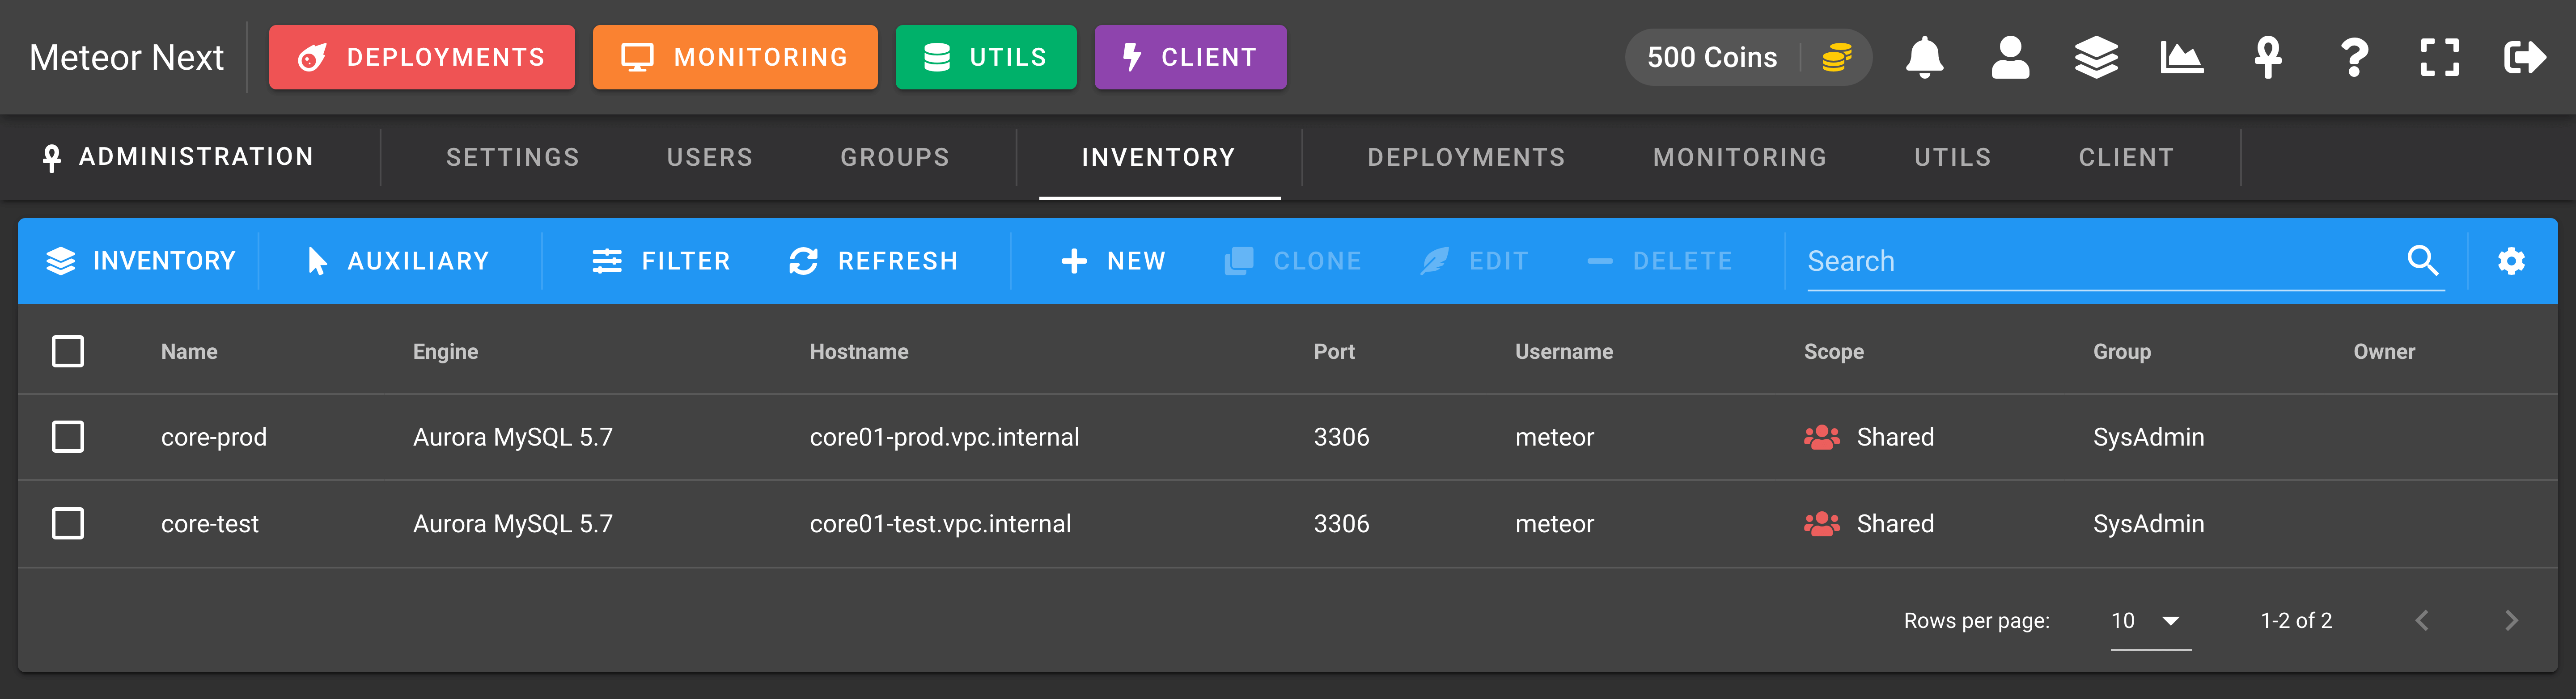 Meteor Next DEPLOYMENTS MONITORING UTILS CLIENT 500 Coins
ADMINISTRATION SETTINGS USERS GROUPS INVENTORY DEPLOYMENTS MONITORING UTILS CLIENT
INVENTORY AUXILIARY FILTER REFRESH NEW CLONE EDIT DELETE Search
Name Engine Hostname Port Username Scope Group Owner
core-prod Aurora MySQL 5.7 core01-prod.vpc.internal 3306 meteor Shared SysAdmin
core-test Aurora MySQL 5.7 core01-test.vpc.internal 3306 meteor Shared SysAdmin
Rows per page: 10 1-2 of 2